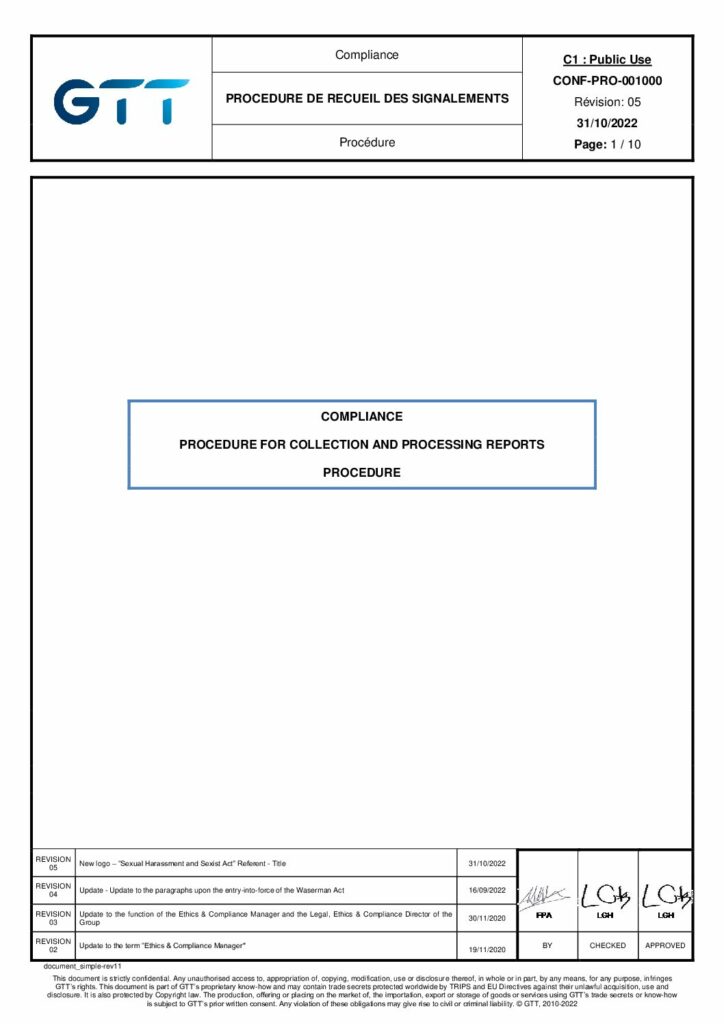 GTT
Compliance
PROCEDURE DE RECUEIL DES SIGNALEMENTS
Procédure
C1 : Public Use
CONF-PRO-001000
Révision: 05
31/10/2022
Page: 1 / 10
COMPLIANCE
PROCEDURE FOR COLLECTION AND PROCESSING REPORTS
PROCEDURE
REVISION
05
New logo – "Sexual Harassment and Sexist Act" Referent - Title
31/10/2022
REVISION
04
Update - Update to the paragraphs upon the entry-into-force of the Waserman Act
16/09/2022
REVISION
03
Update to the function of the Ethics & Compliance Manager and the Legal, Ethics & Compliance Director of the
Group
30/11/2020
REVISION
02
Update to the term "Ethics & Compliance Manager"
19/11/2020
FPA
LGH
LGH
BY
CHECKED
APPROVED
document_simple-rev11
This document is strictly confidential. Any unauthorised access to, appropriation of, copying, modification, use or disclosure thereof, in whole or in part, by any means, for any purpose, infringes
GTT's rights. This document is part of GTT's proprietary know-how and may contain trade secrets protected worldwide by TRIPS and EU Directives against their unlawful acquisition, use and
disclosure. It is also protected by Copyright law. The production, offering or placing on the market of, the importation, export or storage of goods or services using GTT's trade secrets or know-how
is subject to GTT's prior written consent. Any violation of these obligations may give rise to civil or criminal liability. © GTT, 2010-2022